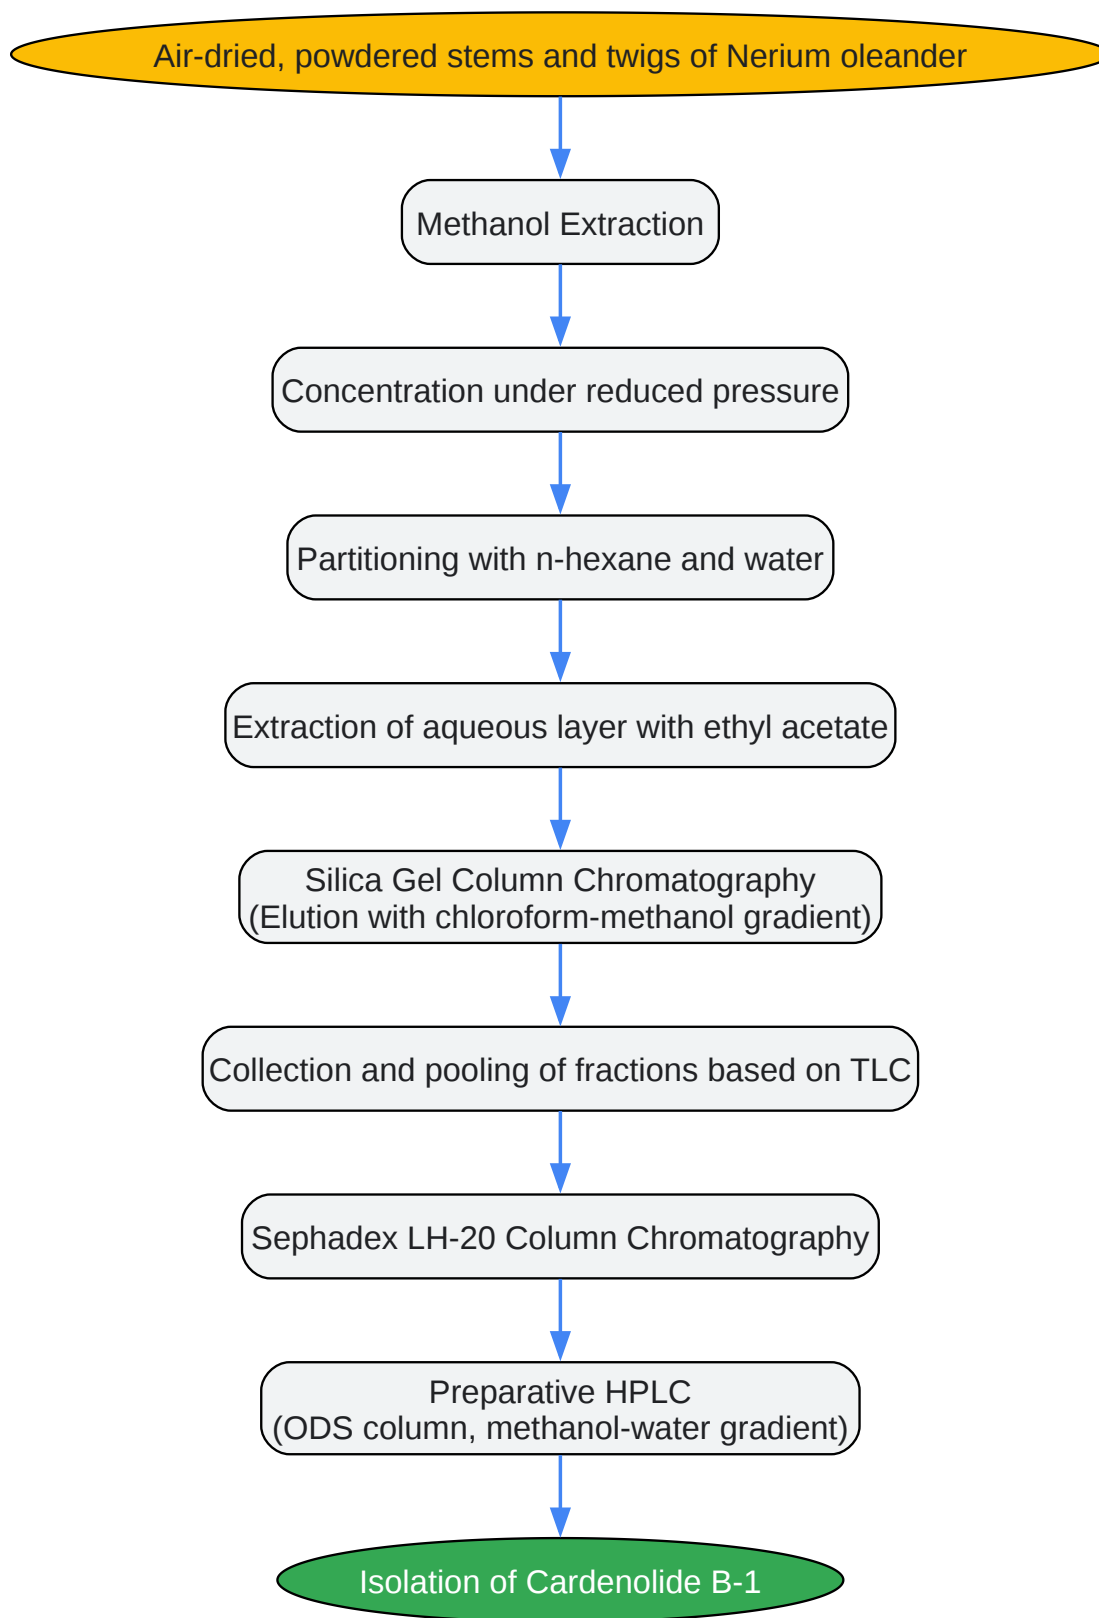 Air-dried, powdered stems and twigs of Nerium oleander
Methanol Extraction
Concentration under reduced pressure
Partitioning with n-hexane and water
Extraction of aqueous layer with ethyl acetate
Silica Gel Column Chromatography
(Elution with chloroform-methanol gradient)
Collection and pooling of fractions based on TLC
Sephadex LH-20 Column Chromatography
Preparative HPLC
(ODS column, methanol-water gradient)
Isolation of Cardenolide B-1